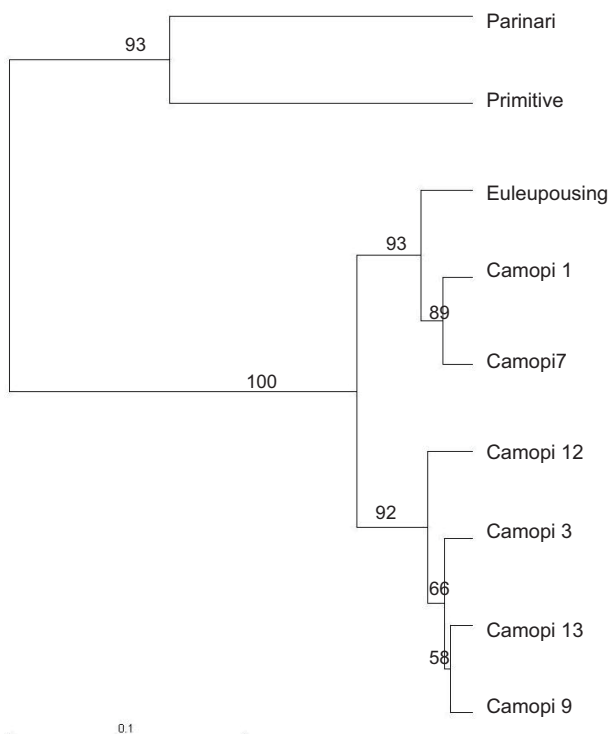 Parinari
93
Primitive
Euleupousing
93
Camopi 1
89
Camopi7
100
Camopi 12
92
Camopi 3
66
Camopi 13
58
Camopi 9
0.1